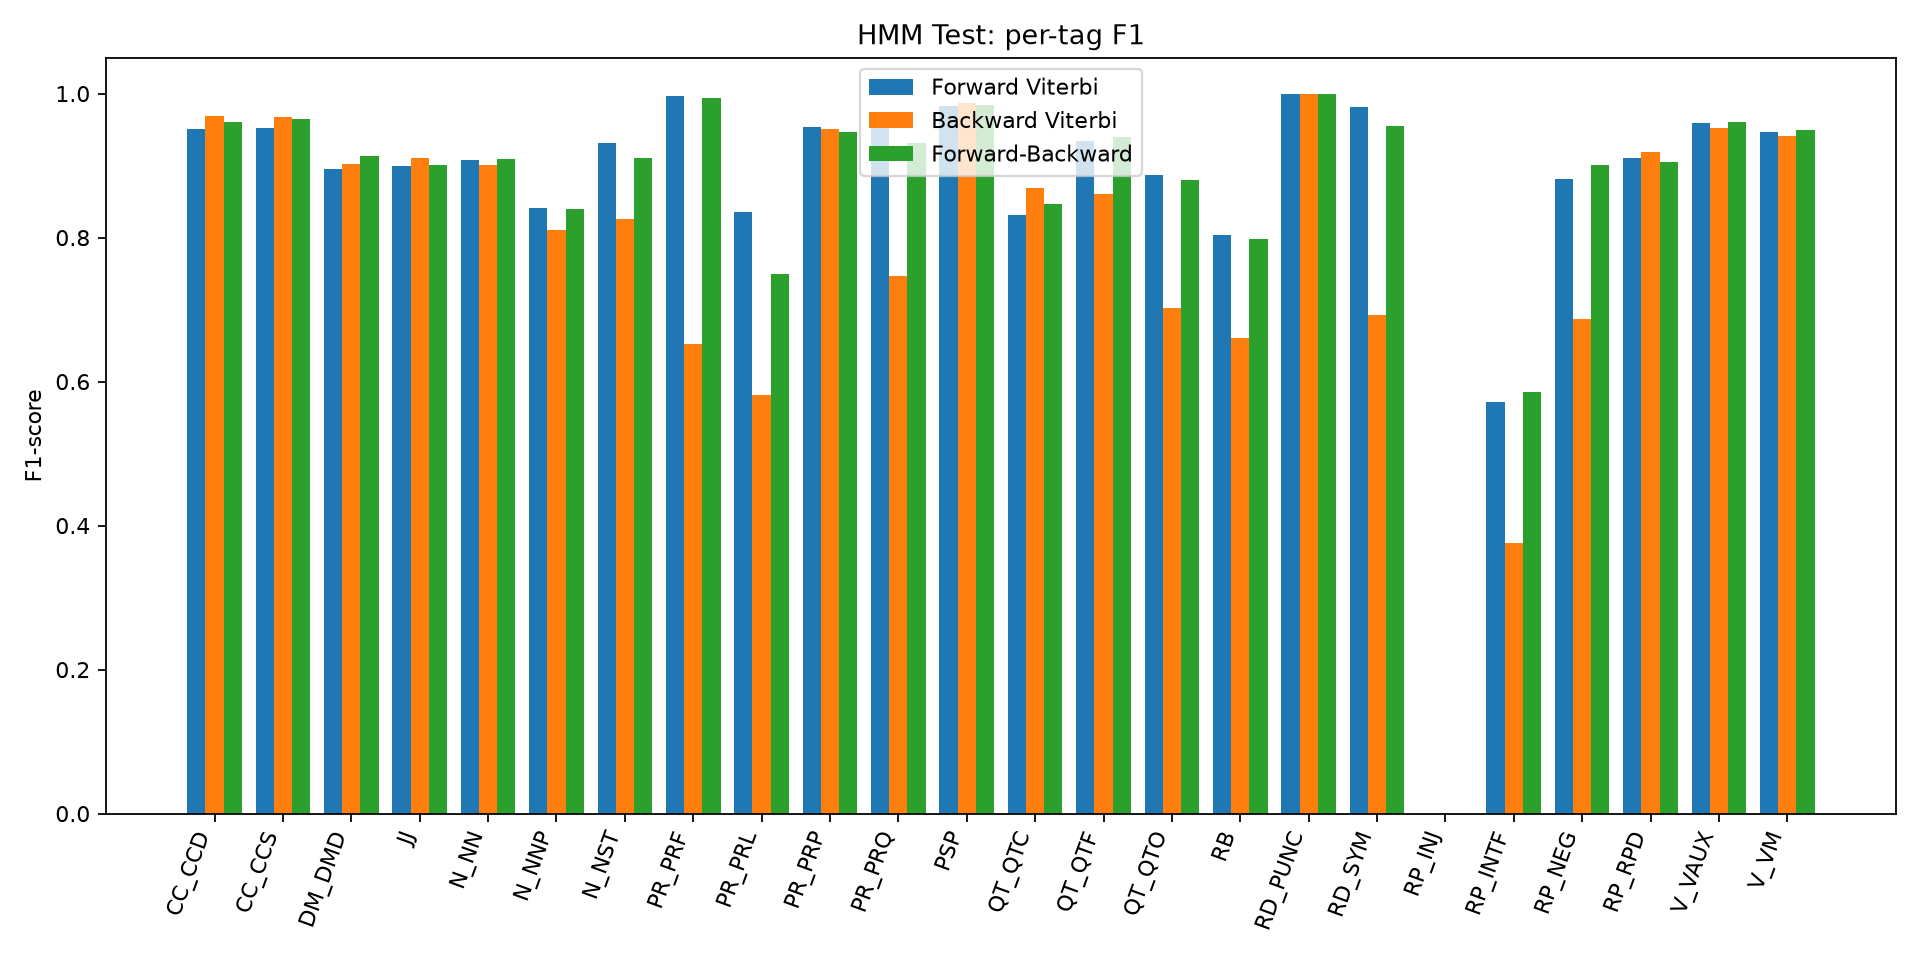 HMM Test: per-tag F1
Forward Viterbi
Backward Viterbi
Forward-Backward
F1-score
1.0
0.8
0.6
0.4
0.2
0.0
CC_CCD
CC_CCS
DM_DMD
JJ
N_NN
N_NNP
N_NST
PR_PRF
PR_PRL
PR_PRP
PR_PRQ
PSP
QT_QTC
QT_QTF
QT_QTO
RB
RD_PUNC
RD_SYM
RP_INJ
RP_INTF
RP_NEG
RP_RPD
V_VAUX
V_VM